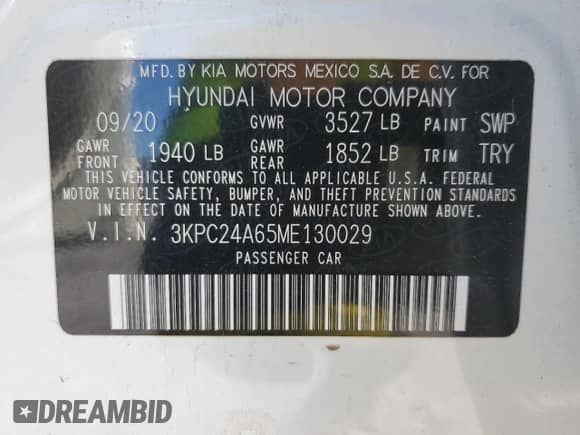 MFD. BY KIA MOTORS MEXICO S.A. DE C.V. FOR
HYUNDAI MOTOR COMPANY
09/20 GVWR 3527 LB PAINT SWP
GAWR FRONT 1940 LB GAWR REAR 1852 LB TRIM TRY
THIS VEHICLE CONFORMS TO ALL APPLICABLE U.S.A. FEDERAL
MOTOR VEHICLE SAFETY, BUMPER, AND THEFT PREVENTION STANDARDS
IN EFFECT ON THE DATE OF MANUFACTURE SHOWN ABOVE.
V.I.N. 3KPC24A65ME130029
PASSENGER CAR
DREAMBID